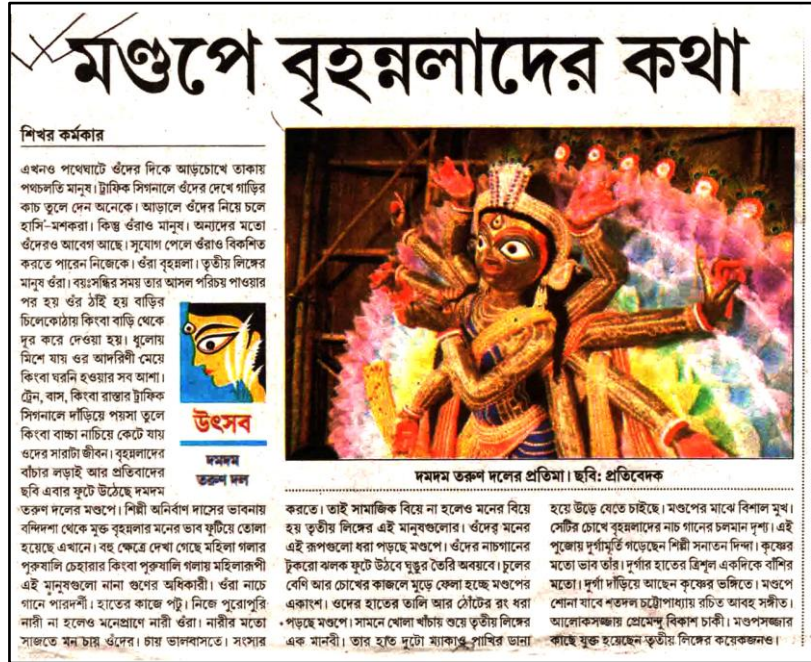 মণ্ডপে বৃহন্নলাদের কথা
শিখর কর্মকার
এখনও পথেঘাটে ওঁদের দিকে আড়চোখে তাকায়
পথচলতি মানুষ। ট্রাফিক সিগনালে ওঁদের দেখে গাড়ির
কাচ তুলে দেন অনেকে। আড়ালে ওঁদের নিয়ে চলে
হাসি–মশকরা। কিন্তু ওঁরাও মানুষ। অন্যদের মতো
ওঁদেরও আবেগ আছে। সুযোগ পেলে ওঁরাও বিকশিত
করতে পারেন নিজেকে। ওঁরা বৃহন্নলা। তৃতীয় লিঙ্গের
মানুষ ওঁরা। বয়ঃসন্ধির সময় তার আসল পরিচয় পাওয়ার
পর হয় ওঁর ঠাঁই হয় বাড়ির
চিলেকোঠায় কিংবা বাড়ি থেকে
দূর করে দেওয়া হয়। ধুলোয়
মিশে যায় ওর আদরিণী মেয়ে
কিংবা ঘরনি হওয়ার সব আশা।
ট্রেন, বাস, কিংবা রাস্তার ট্রাফিক
সিগনালে দাঁড়িয়ে পয়সা তুলে
কিংবা বাচ্চা নাচিয়ে কেটে যায়
ওদের সারাটা জীবন। বৃহন্নলাদের
বাঁচার লড়াই আর প্রতিবাদের
ছবি এবার ফুটে উঠেছে দমদম
তরুণ দলের মণ্ডপে। শিল্পী অনির্বাণ দাসের ভাবনায়
বন্দিদশা থেকে মুক্ত বৃহন্নলার মনের ভাব ফুটিয়ে তোলা
হয়েছে এখানে। বহু ক্ষেত্রে দেখা গেছে মহিলা গলার
পুরুষালি চেহারার কিংবা পুরুষালি গলায় মহিলারূপী
এই মানুষগুলো নানা গুণের অধিকারী। ওঁরা নাচে
গানে পারদর্শী। হাতের কাজে পটু। নিজে পুরোপুরি
নারী না হলেও মনেপ্রাণে নারী ওঁরা। নারীর মতো
সাজতে মন চায় ওঁদের। চায় ভালবাসতে। সংসার
উৎসব
দমদম
তরুণ দল
দমদম তরুণ দলের প্রতিমা। ছবি: প্রতিবেদক
করতে। তাই সামাজিক বিয়ে না হলেও মনের বিয়ে
হয় তৃতীয় লিঙ্গের এই মানুষগুলোর। ওঁদের মনের
এই রূপগুলো ধরা পড়ছে মণ্ডপে। ওঁদের নাচগানের
টুকরো ঝলক ফুটে উঠবে ঘুঙুর তৈরি অবয়বে। চুলের
বেণি আর চোখের কাজলে মুড়ে ফেলা হচ্ছে মণ্ডপের
একাংশ। ওদের হাতের তালি আর ঠোঁটের রং ধরা
পড়ছে মণ্ডপে। সামনে খোলা খাঁচায় শুয়ে তৃতীয় লিঙ্গের
এক মানবী। তার হাত দুটো ম্যাকাও পাখির ডানা
হয়ে উড়ে যেতে চাইছে। মণ্ডপের মাঝে বিশাল মুখ।
সেটির চোখে বৃহন্নলাদের নাচ গানের চলমান দৃশ্য। এই
পুজোয় দুর্গামূর্তি গড়েছেন শিল্পী সনাতন দিন্দা। কৃষ্ণের
মতো ভাব তাঁর। দুর্গার হাতের ত্রিশূল একদিকে বাঁশির
মতো। দুর্গা দাঁড়িয়ে আছেন কৃষ্ণের ভঙ্গিতে। মণ্ডপে
শোনা যাবে শতদল চট্টোপাধ্যায় রচিত আবহ সঙ্গীত।
আলোকসজ্জায় প্রেমেন্দু বিকাশ চাকী। মণ্ডপসজ্জার
কাছে যুক্ত হয়েছেন তৃতীয় লিঙ্গের কয়েকজনও।